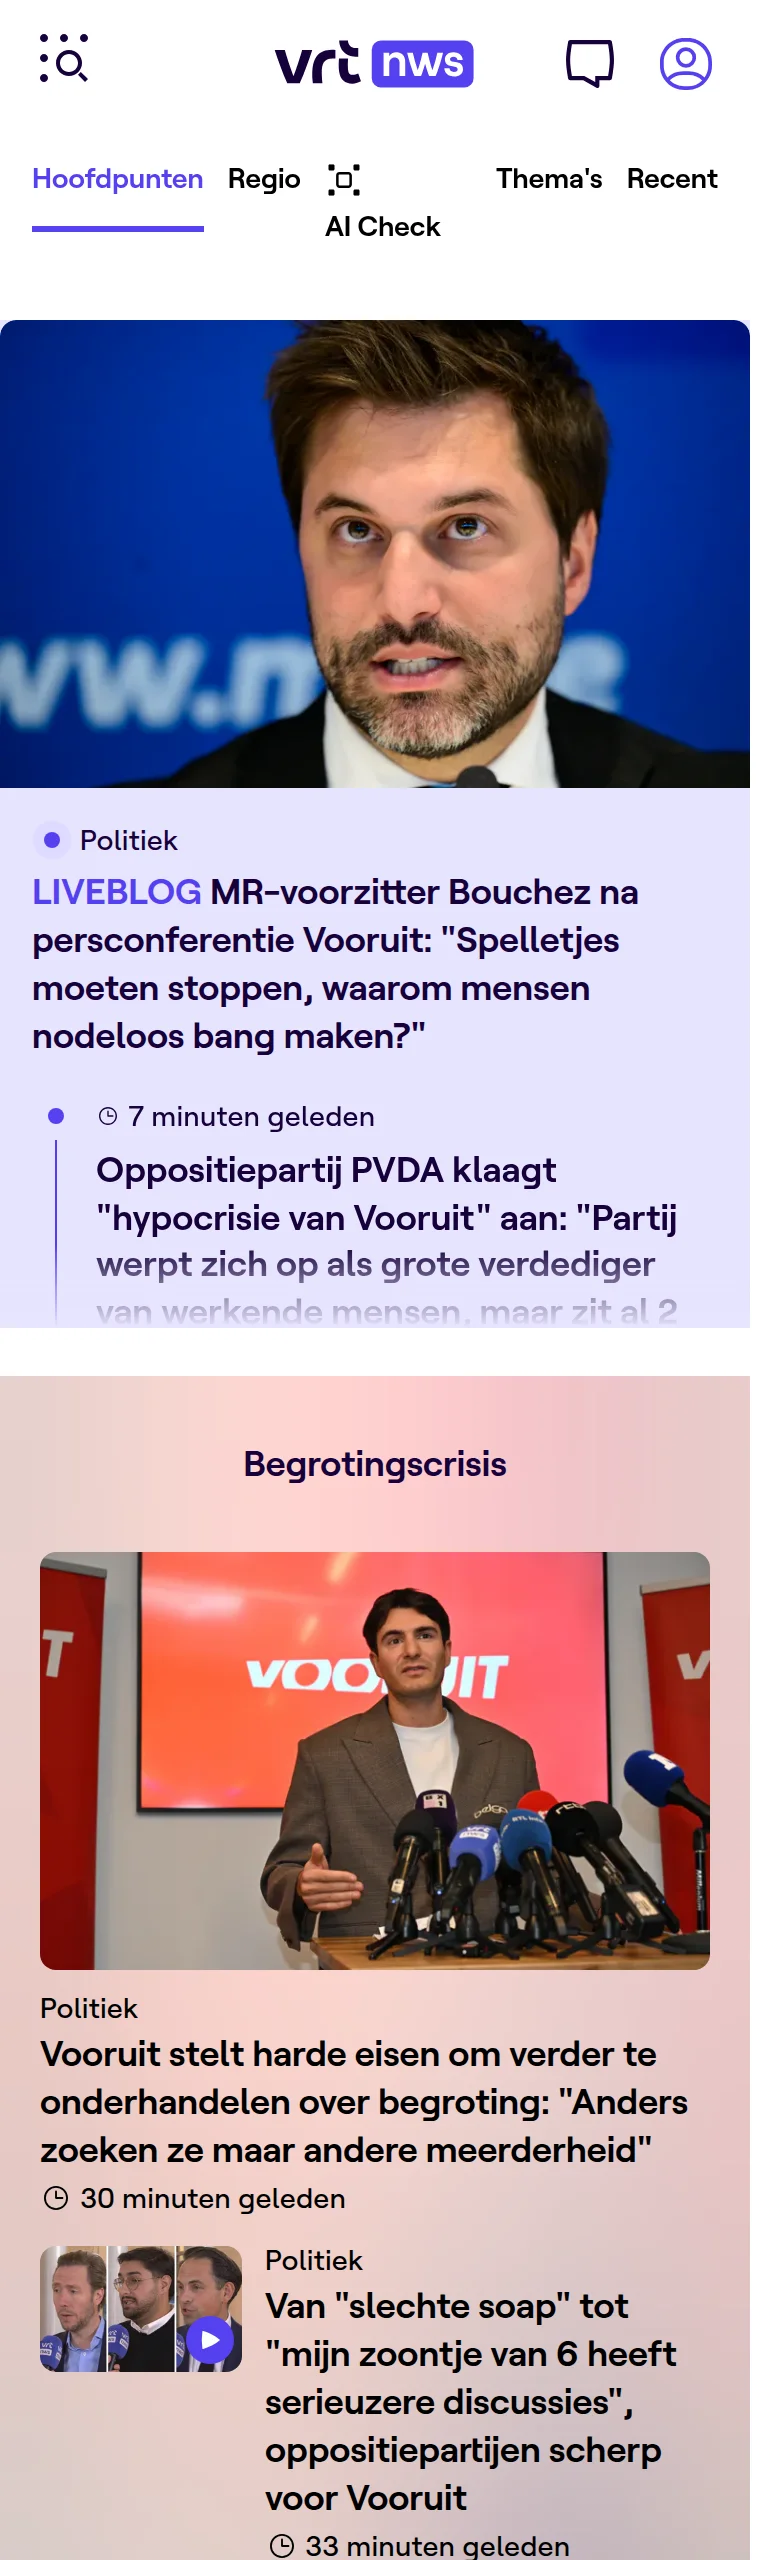 vrt nws
Hoofdpunten Regio AI Check Thema's Recent
www.m
Politiek
LIVEBLOG MR-voorzitter Bouchez na
persconferentie Vooruit: "Spelletjes
moeten stoppen, waarom mensen
nodeloos bang maken?"
7 minuten geleden
Oppositiepartij PVDA klaagt
"hypocrisie van Vooruit" aan: "Partij
werpt zich op als grote verdediger
van werkende mensen, maar zit al 2
Begrotingscrisis
VOORUIT
Politiek
Vooruit stelt harde eisen om verder te
onderhandelen over begroting: "Anders
zoeken ze maar andere meerderheid"
30 minuten geleden
Politiek
Van "slechte soap" tot
"mijn zoontje van 6 heeft
serieuzere discussies",
oppositiepartijen scherp
voor Vooruit
33 minuten geleden